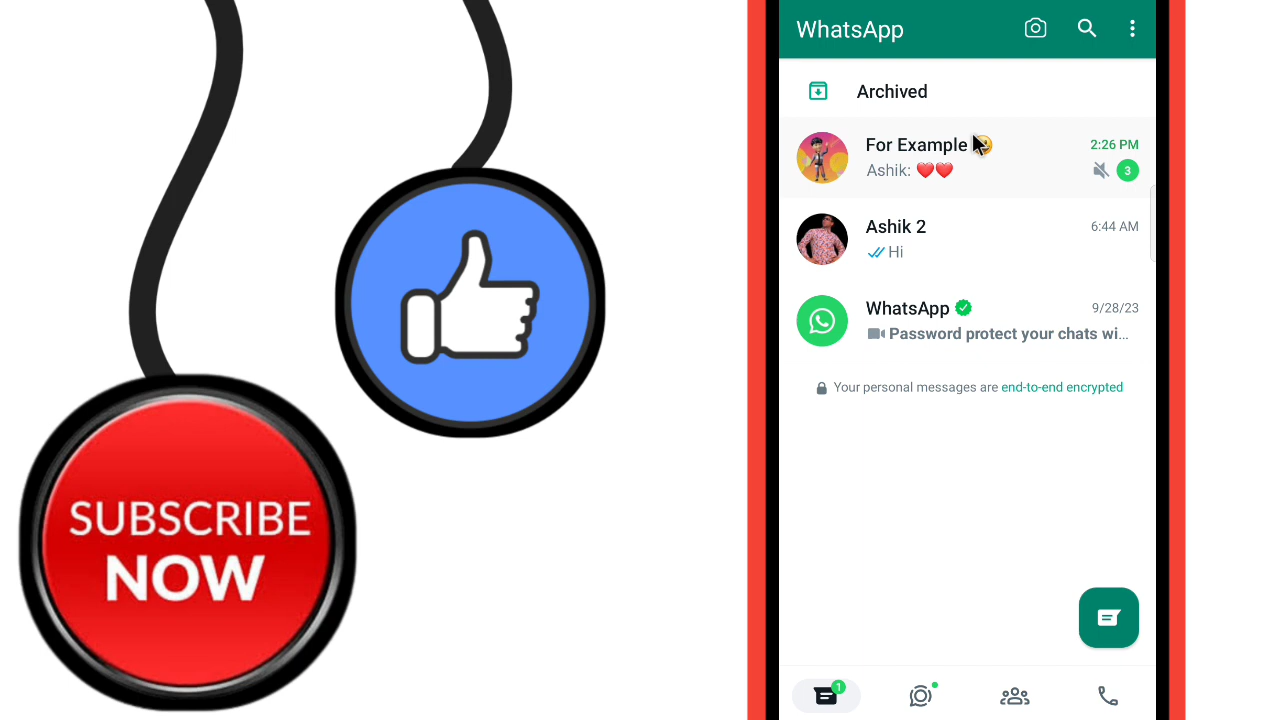 SUBSCRIBE
NOW
WhatsApp
Archived
For Example
2:26 PM
Ashik: ❤️❤️
3
Ashik 2
6:44 AM
Hi
WhatsApp
9/28/23
Password protect your chats wi...
Your personal messages are end-to-end encrypted
1